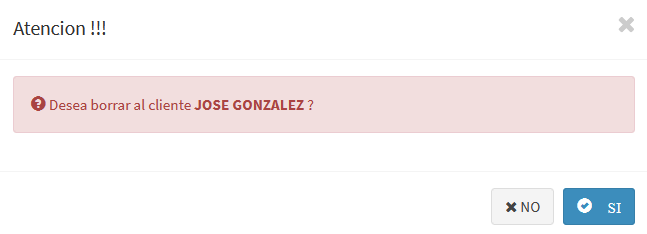 Atencion !!!
Desea borrar al cliente JOSE GONZALEZ ?
NO
SI